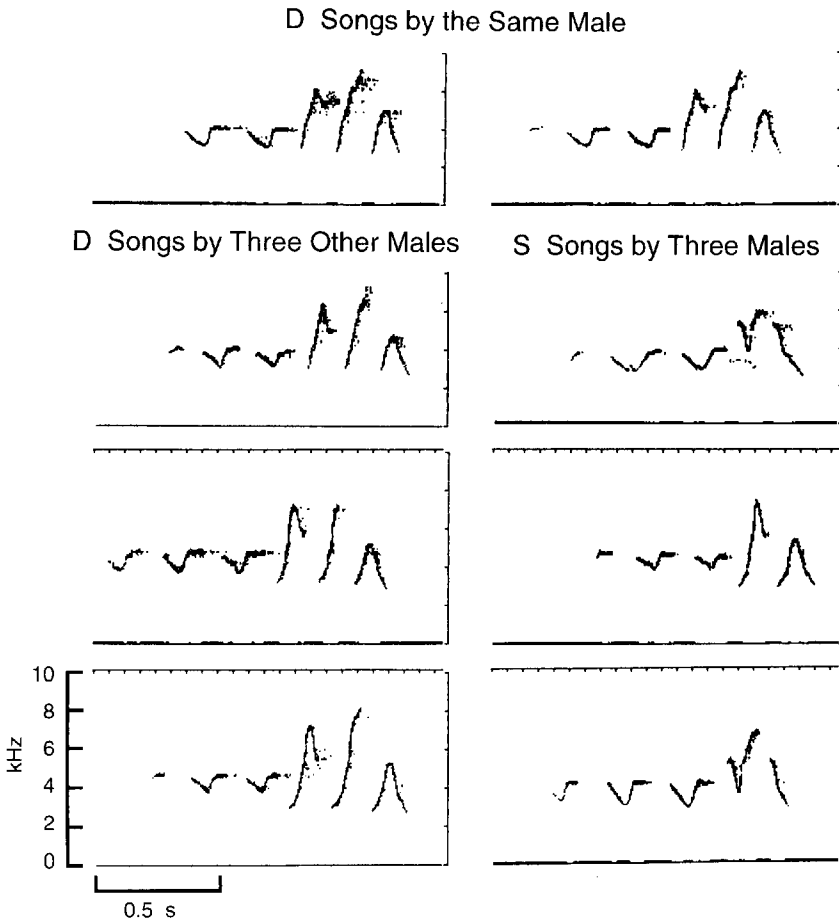 D Songs by the Same Male
D Songs by Three Other Males
S Songs by Three Males
10
8
6
4
2
0
kHz
0.5 s